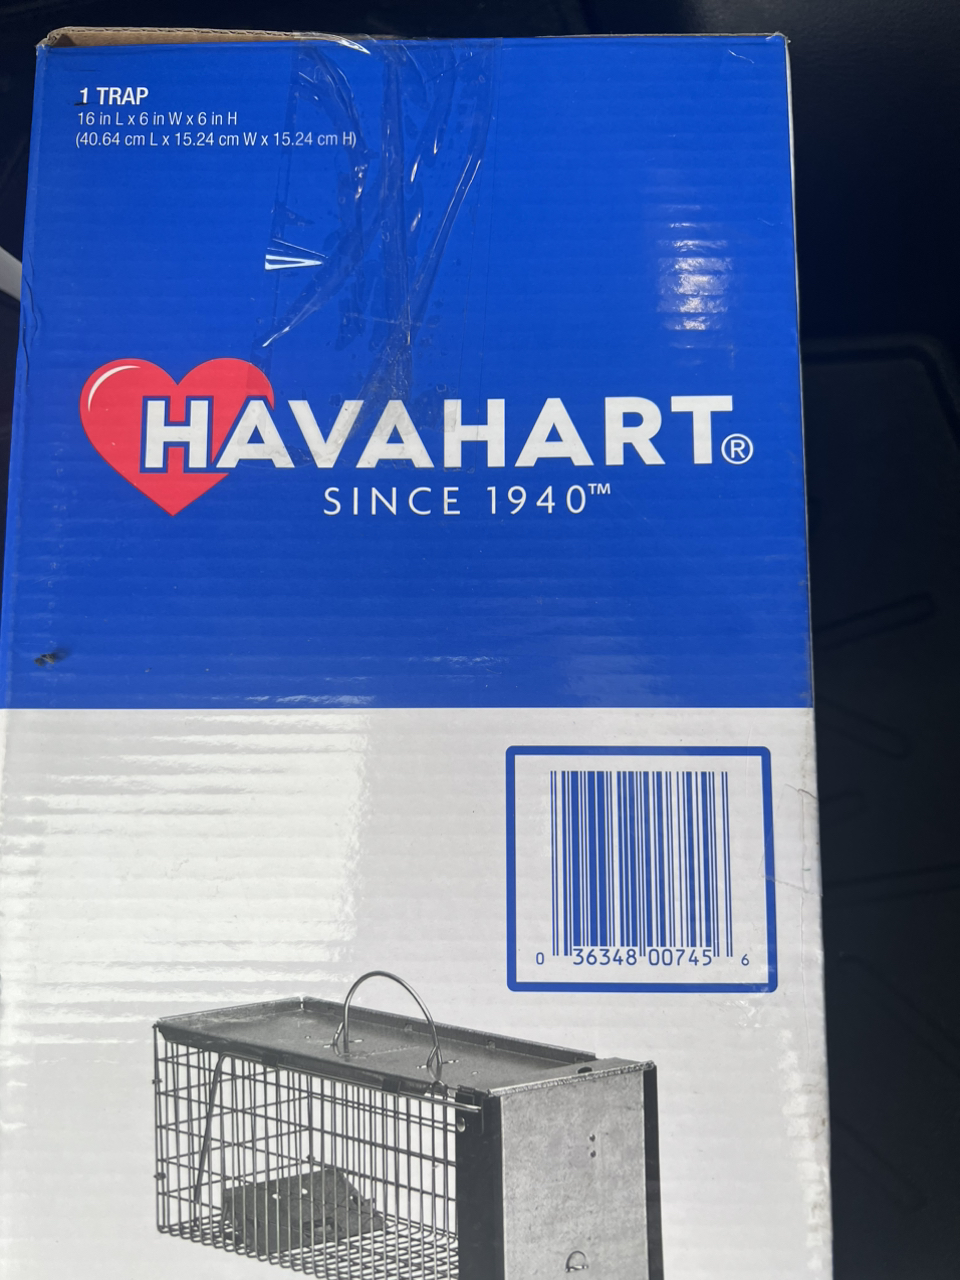 1 TRAP
16 in L x 6 in W x 6 in H
(40.64 cm L x 15.24 cm W x 15.24 cm H)
HAVAHART®
SINCE 1940™
0 36348 00745 6